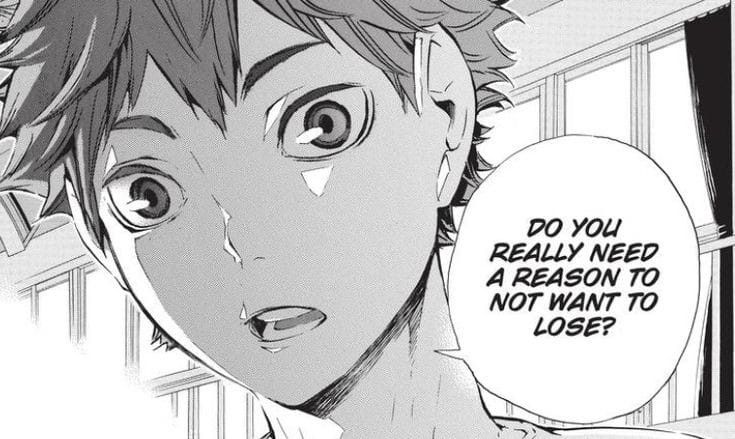 DO YOU
REALLY NEED
A REASON TO
NOT WANT TO
LOSE?